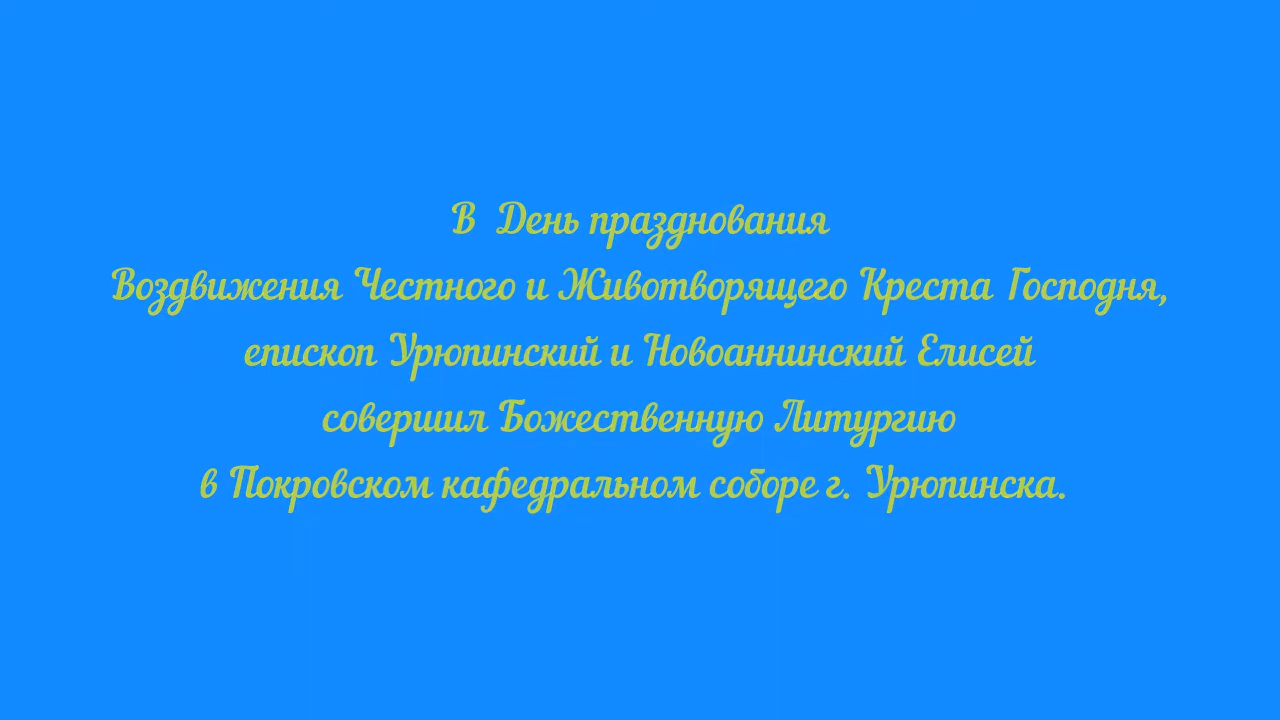 В День празднования
Воздвижения Честного и Животворящего Креста Господня,
епископ Урюпинский и Новоаннинский Елисей
совершил Божественную Литургию
в Покровском кафедральном соборе г. Урюпинска.